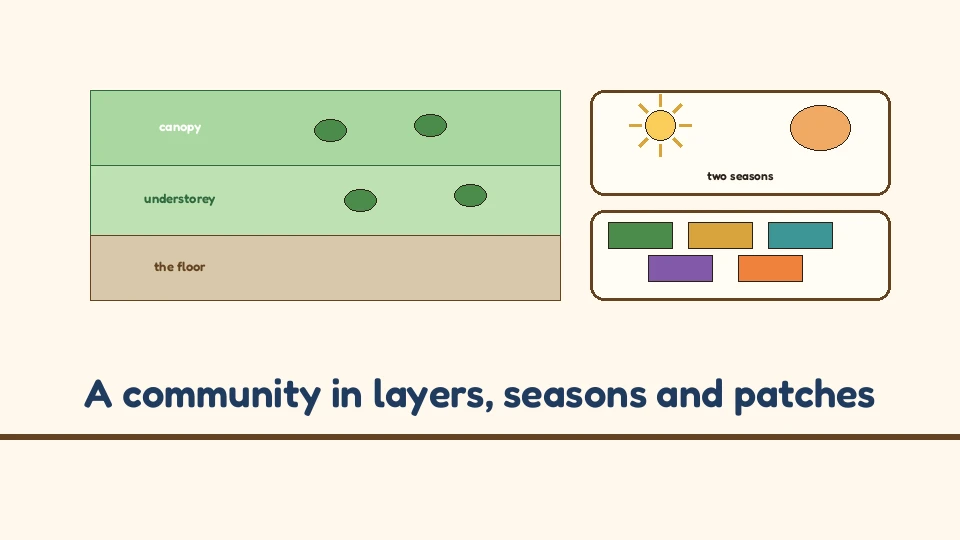 canopy
understorey
the floor
two seasons
A community in layers, seasons and patches